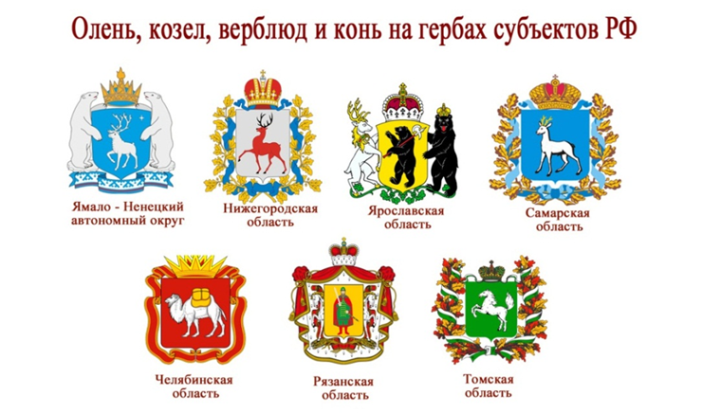 Олень, козел, верблюд и конь на гербах субъектов РФ
Ямало - Ненецкий
автономный округ
Нижегородская
область
Ярославская
область
Самарская
область
Челябинская
область
Рязанская
область
Томская
область